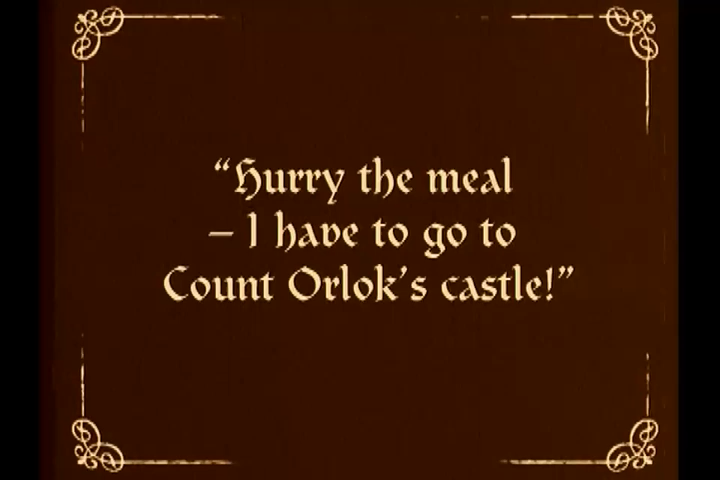 “Hurry the meal
– I have to go to
Count Orlok’s castle!”